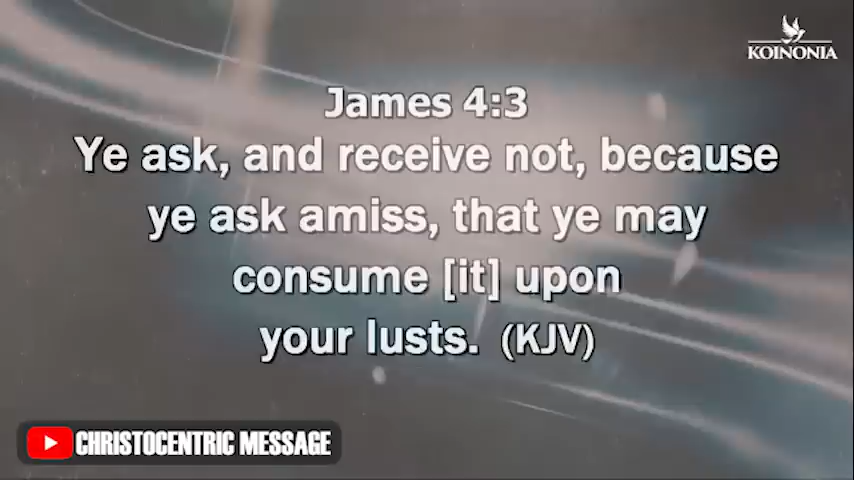 KOINONIA
James 4:3
Ye ask, and receive not, because
ye ask amiss, that ye may
consume [it] upon
your lusts. (KJV)
CHRISTOCENTRIC MESSAGE